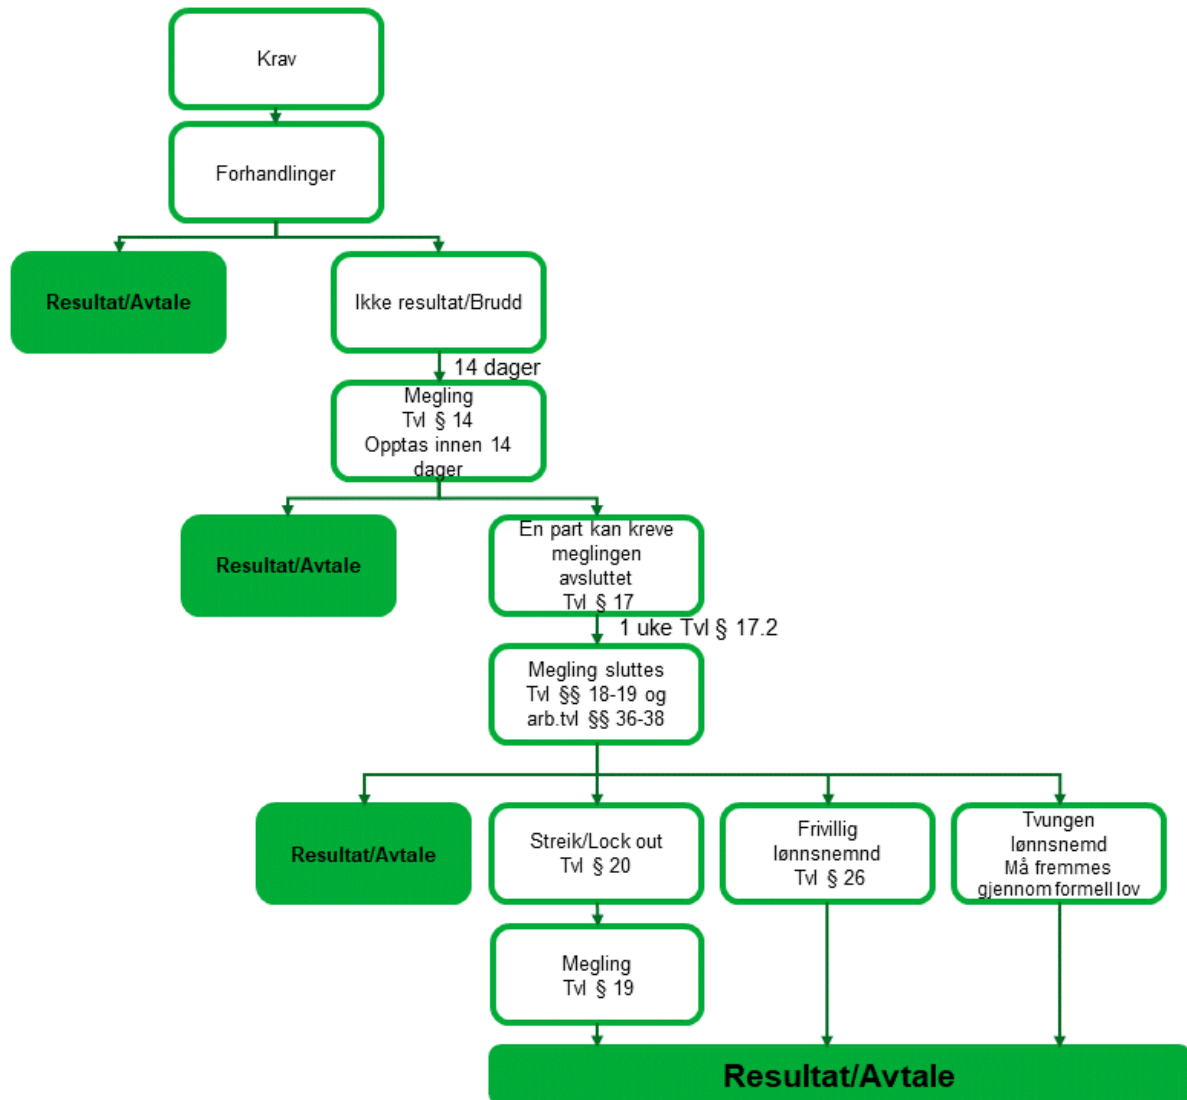 Krav
Forhandlinger
Resultat/Avtale
Ikke resultat/Brudd
14 dager
Megling
Tvl § 14
Opptas innen 14
dager
Resultat/Avtale
En part kan kreve
meglingen
avsluttet
Tvl § 17
1 uke Tvl § 17.2
Megling sluttes
Tvl §§ 18-19 og
arb.tvl §§ 36-38
Resultat/Avtale
Streik/Lock out
Tvl § 20
Frivillig
lønnsnemnd
Tvl § 26
Tvungen
lønnsnemd
Må fremmes
gjennom formell lov
Megling
Tvl § 19
Resultat/Avtale